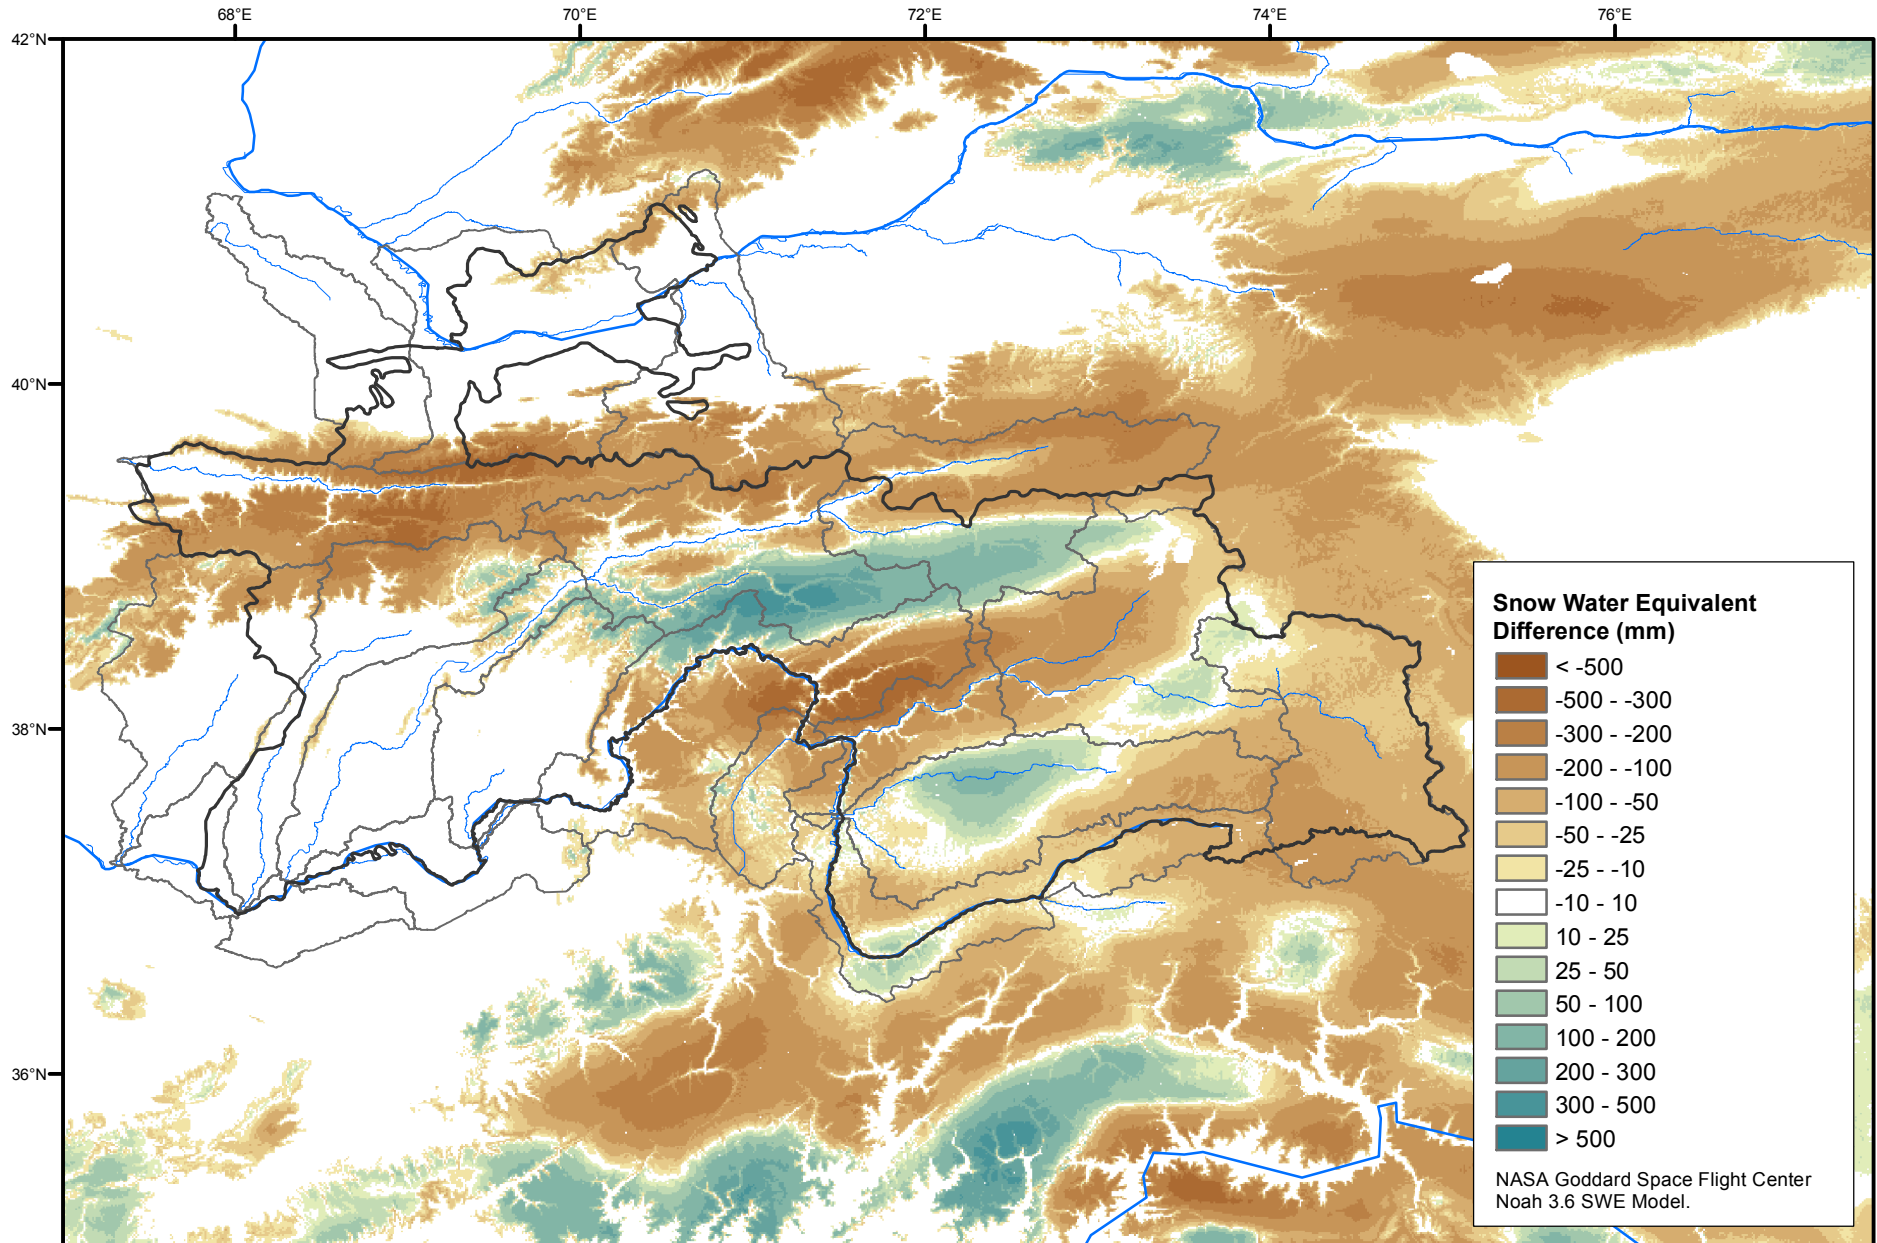 68°E 70°E 72°E 74°E 76°E
42°N
40°N
38°N
36°N
Snow Water Equivalent
Difference (mm)
< -500
-500 - -300
-300 - -200
-200 - -100
-100 - -50
-50 - -25
-25 - -10
-10 - 10
10 - 25
25 - 50
50 - 100
100 - 200
200 - 300
300 - 500
> 500
NASA Goddard Space Flight Center
Noah 3.6 SWE Model.